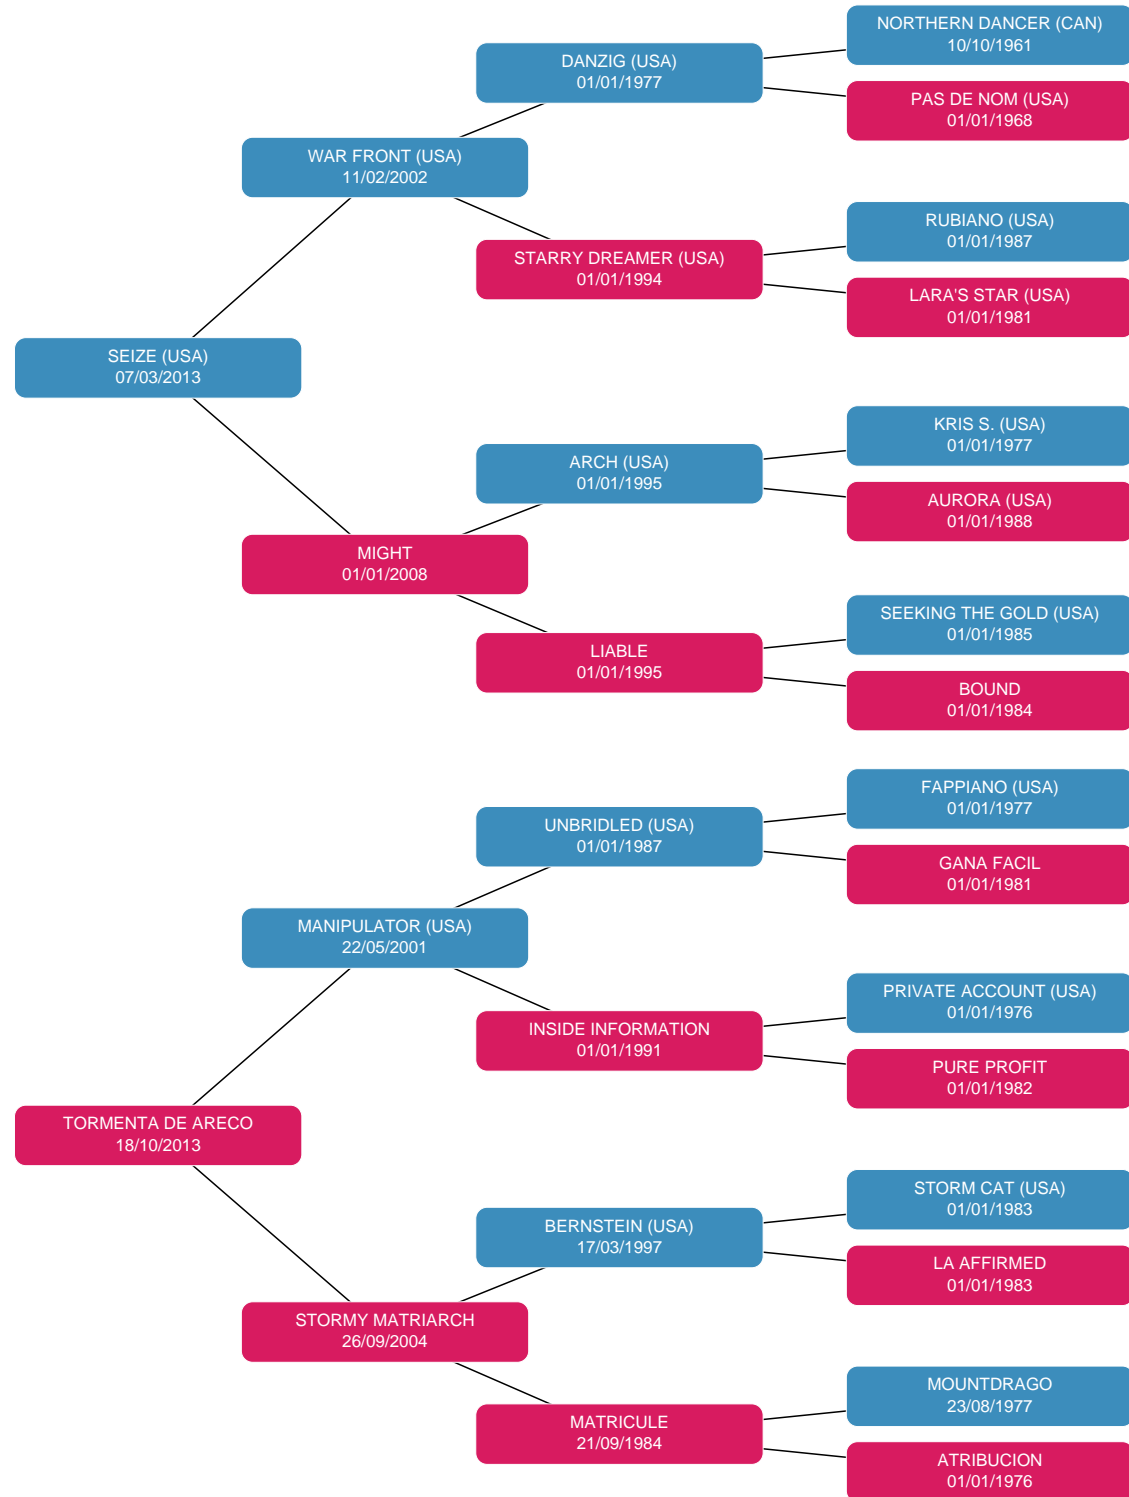 NORTHERN DANCER (CAN)
10/10/1961
DANZIG (USA)
01/01/1977
PAS DE NOM (USA)
01/01/1968
WAR FRONT (USA)
11/02/2002
RUBIANO (USA)
01/01/1987
STARRY DREAMER (USA)
01/01/1994
LARA'S STAR (USA)
01/01/1981
SEIZE (USA)
07/03/2013
KRIS S. (USA)
01/01/1977
ARCH (USA)
01/01/1995
AURORA (USA)
01/01/1988
MIGHT
01/01/2008
SEEKING THE GOLD (USA)
01/01/1985
LIABLE
01/01/1995
BOUND
01/01/1984
FAPPIANO (USA)
01/01/1977
UNBRIDLED (USA)
01/01/1987
GANA FACIL
01/01/1981
MANIPULATOR (USA)
22/05/2001
PRIVATE ACCOUNT (USA)
01/01/1976
INSIDE INFORMATION
01/01/1991
PURE PROFIT
01/01/1982
TORMENTA DE ARECO
18/10/2013
STORM CAT (USA)
01/01/1983
BERNSTEIN (USA)
17/03/1997
LA AFFIRMED
01/01/1983
STORMY MATRIARCH
26/09/2004
MOUNTDRAGO
23/08/1977
MATRICULE
21/09/1984
ATRIBUCION
01/01/1976